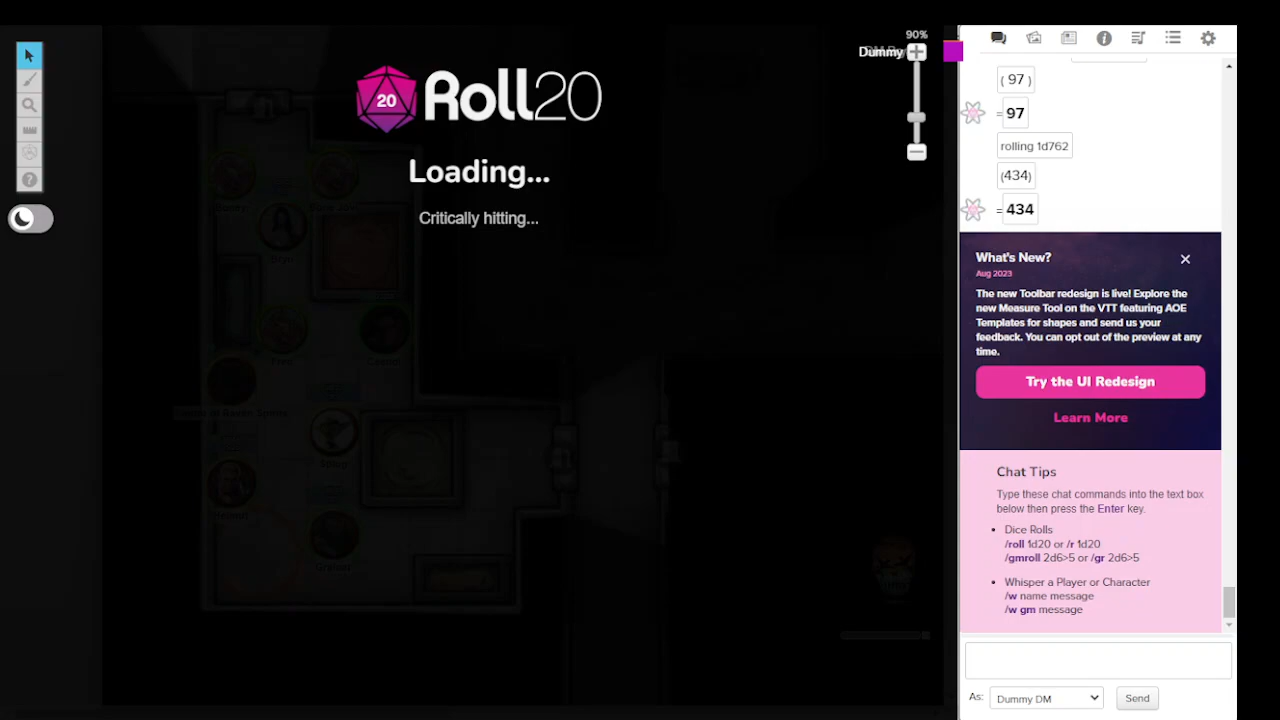 90%
Dummy
20 Roll20
Loading...
Critically hitting...
( 97 )
= 97
rolling 1d762
(434)
= 434
What's New?
Aug 2023
The new Toolbar redesign is live! Explore the
new Measure Tool on the VTT featuring AOE
Templates for shapes and send us your
feedback. You can opt out of the preview at any
time.
Try the UI Redesign
Learn More
Chat Tips
Type these chat commands into the text box
below then press the Enter key.
Dice Rolls
/roll 1d20 or /r 1d20
/gmroll 2d6>5 or /gr 2d6>5
Whisper a Player or Character
/w name message
/w gm message
As:
Dummy DM
Send